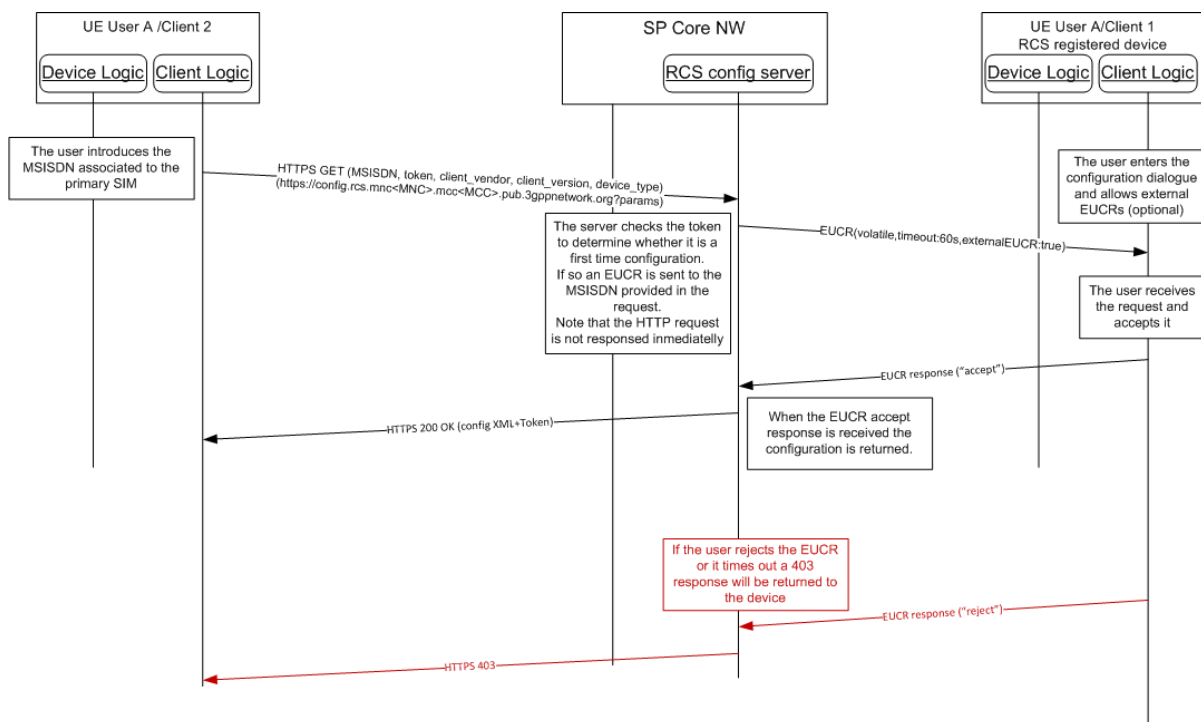 UE User A /Client 2
SP Core NW
UE User A/Client 1
RCS registered device
Device Logic
Client Logic
RCS config server
Device Logic
Client Logic
The user introduces the
MSISDN associated to the
primary SIM
HTTPS GET (MSISDN, token, client_vendor, client_version, device_type)
(https://config.rcs.mnc<MNC>.mcc<MCC>.pub.3gppnetwork.org?params)
The user enters the
configuration dialogue
and allows external
EUCRs (optional)
The server checks the token
to determine whether it is a
first time configuration.
If so an EUCR is sent to the
MSISDN provided in the
request.
Note that the HTTP request
is not responsed inmediatelly
EUCR(volatile,timeout:60s,externalEUCR:true)
The user receives
the request and
accepts it
EUCR response (“accept”)
HTTPS 200 OK (config XML+Token)
When the EUCR accept
response is received the
configuration is returned.
If the user rejects the EUCR
or it times out a 403
response will be returned to
the device
EUCR response (“reject”)
HTTPS 403